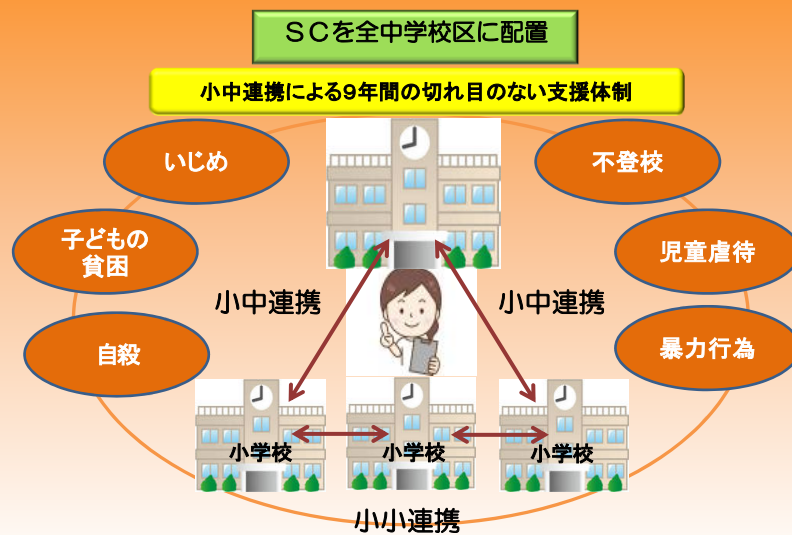 ＳＣを全中学校区に配置
小中連携による９年間の切れ目のない支援体制
いじめ
不登校
子どもの
貧困
児童虐待
小中連携
小中連携
自殺
暴力行為
小学校
小学校
小学校
小小連携